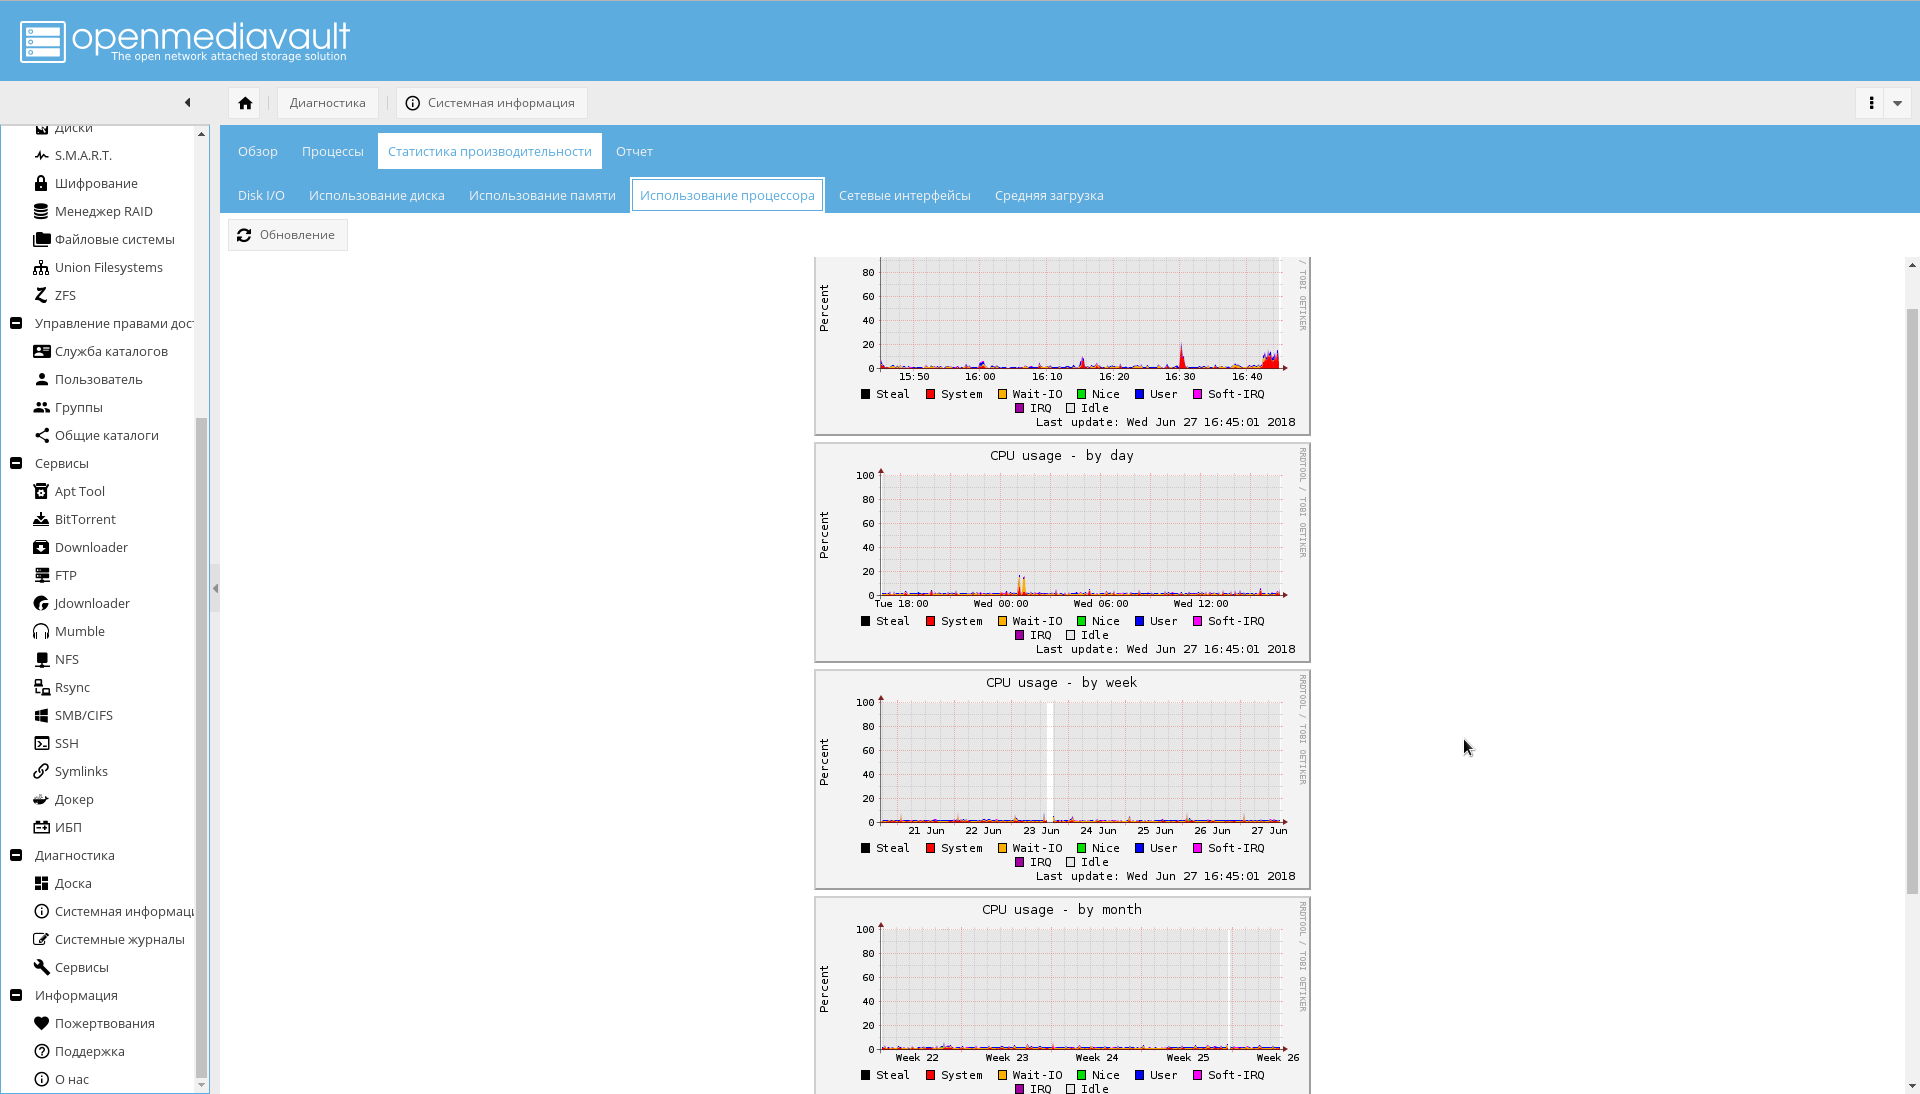 openmediavault
The open network attached storage solution
Диагностика
Системная информация
Диски
S.M.A.R.T.
Шифрование
Менеджер RAID
Файловые системы
Union Filesystems
ZFS
Управление правами дос
Служба каталогов
Пользователь
Группы
Общие каталоги
Сервисы
Apt Tool
BitTorrent
Downloader
FTP
Jdownloader
Mumble
NFS
Rsync
SMB/CIFS
SSH
Symlinks
Докер
ИБП
Диагностика
Доска
Системная информаци
Системные журналы
Сервисы
Информация
Пожертвования
Поддержка
О нас
Обзор Процессы Статистика производительности Отчет
Disk I/O Использование диска Использование памяти Использование процессора Сетевые интерфейсы Средняя загрузка
Обновление
/ TOBI OETIKER
Percent
80
60
40
20
0
15:50 16:00 16:10 16:20 16:30 16:40
Steal System Wait-IO Nice User Soft-IRQ
IRQ Idle
Last update: Wed Jun 27 16:45:01 2018
CPU usage - by day
RRDTOOL / TOBI OETIKER
Percent
100
80
60
40
20
0
Tue 18:00 Wed 00:00 Wed 06:00 Wed 12:00
Steal System Wait-IO Nice User Soft-IRQ
IRQ Idle
Last update: Wed Jun 27 16:45:01 2018
CPU usage - by week
RRDTOOL / TOBI OETIKER
Percent
100
80
60
40
20
0
21 Jun 22 Jun 23 Jun 24 Jun 25 Jun 26 Jun 27 Jun
Steal System Wait-IO Nice User Soft-IRQ
IRQ Idle
Last update: Wed Jun 27 16:45:01 2018
CPU usage - by month
RRDTOOL / TOBI OETIKER
Percent
100
80
60
40
20
0
Week 22 Week 23 Week 24 Week 25 Week 26
Steal System Wait-IO Nice User Soft-IRQ
IRQ Idle